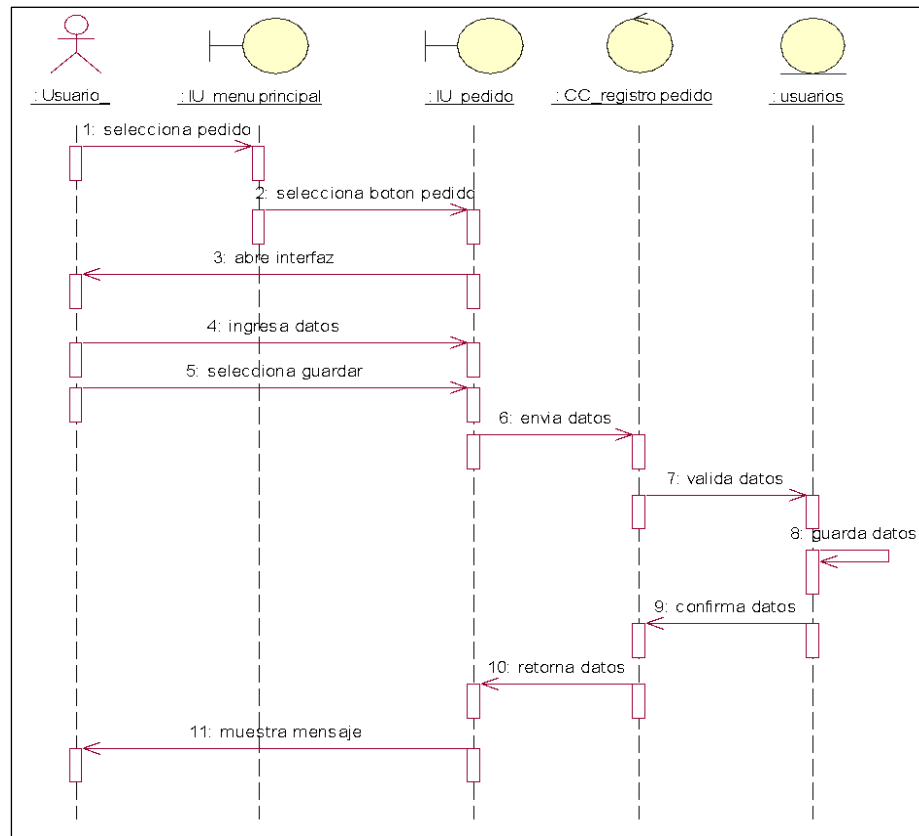 : Usuario_
: IU_menu principal
: IU_pedido
: CC_registro pedido
: usuarios
1: selecciona pedido
2: selecciona boton pedido
3: abre interfaz
4: ingresa datos
5: selecciona guardar
6: envia datos
7: valida datos
8: guarda datos
9: confirma datos
10: retorna datos
11: muestra mensaje